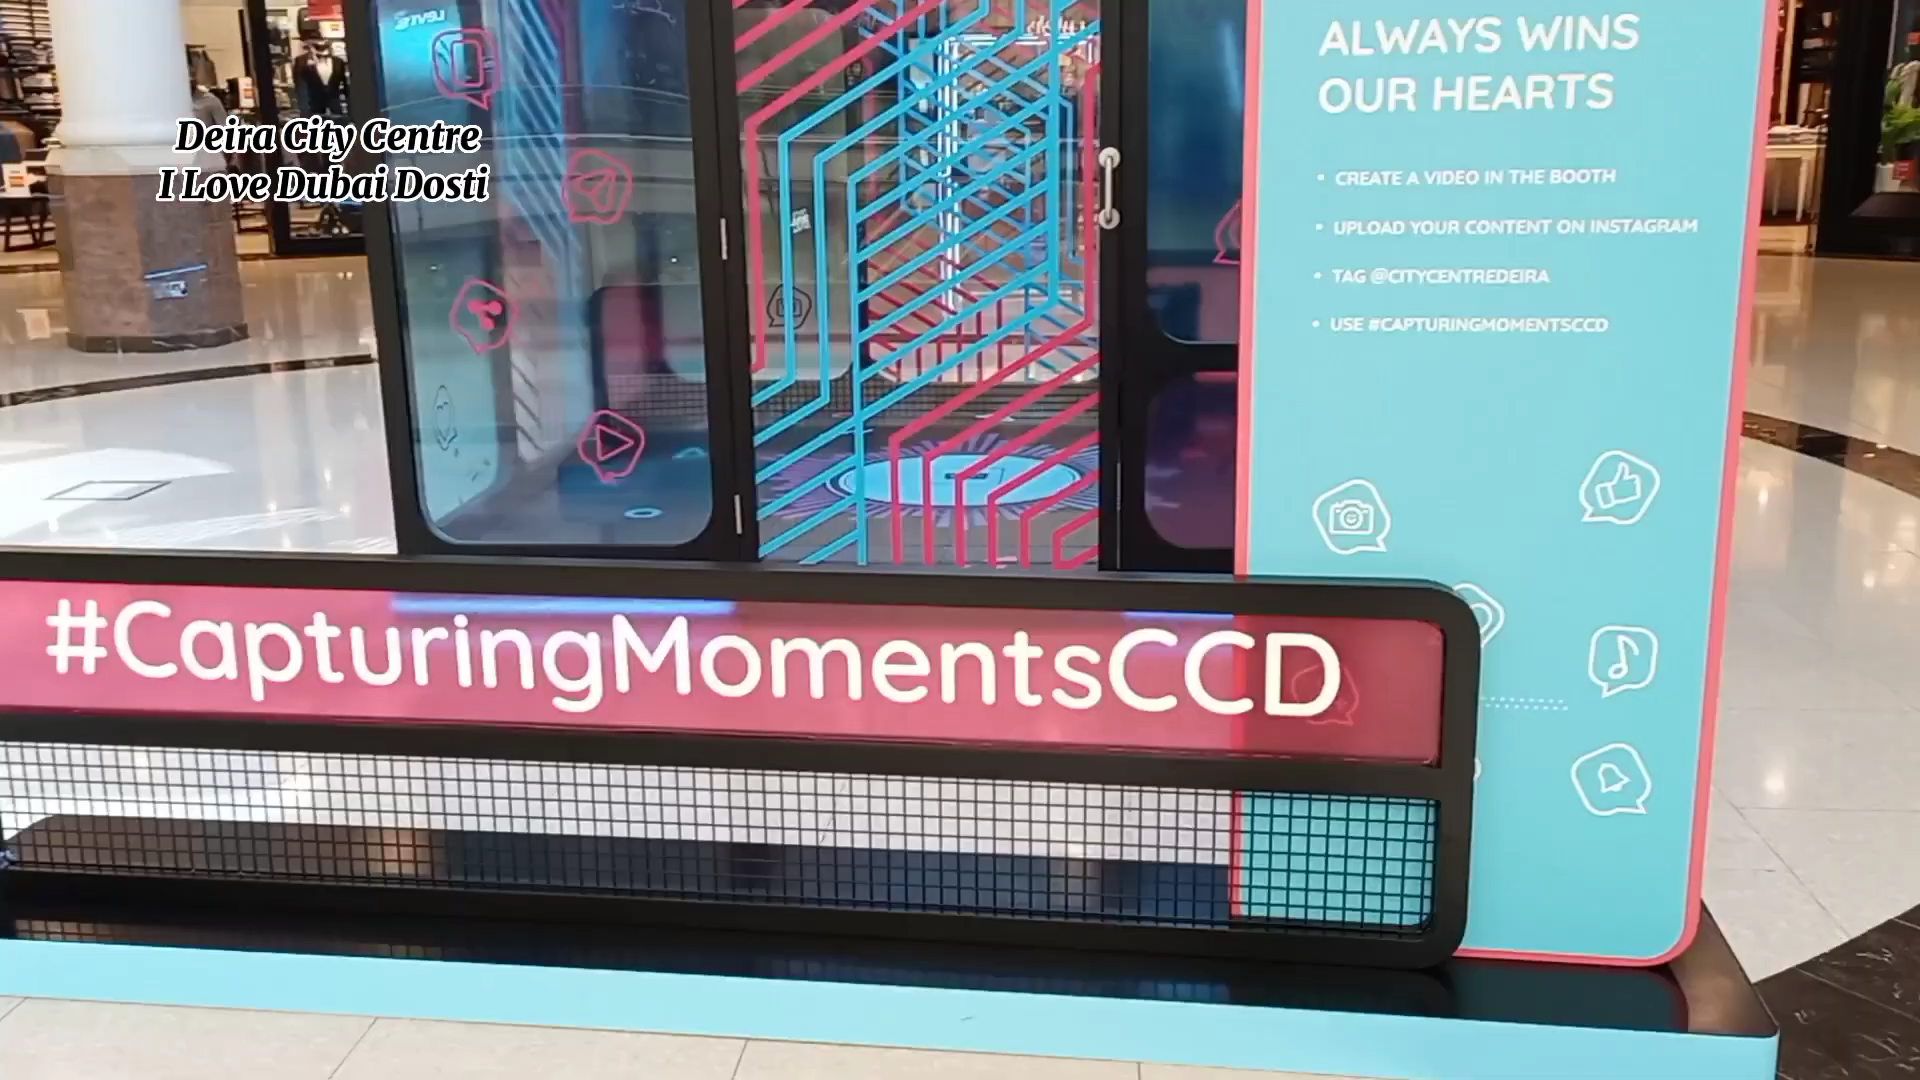 Deira City Centre
I Love Dubai Dosti
ALWAYS WINS
OUR HEARTS
• CREATE A VIDEO IN THE BOOTH
• UPLOAD YOUR CONTENT ON INSTAGRAM
• TAG @CITYCENTREDEIRA
• USE #CAPTURINGMOMENTSCCD
#CapturingMomentsCCD